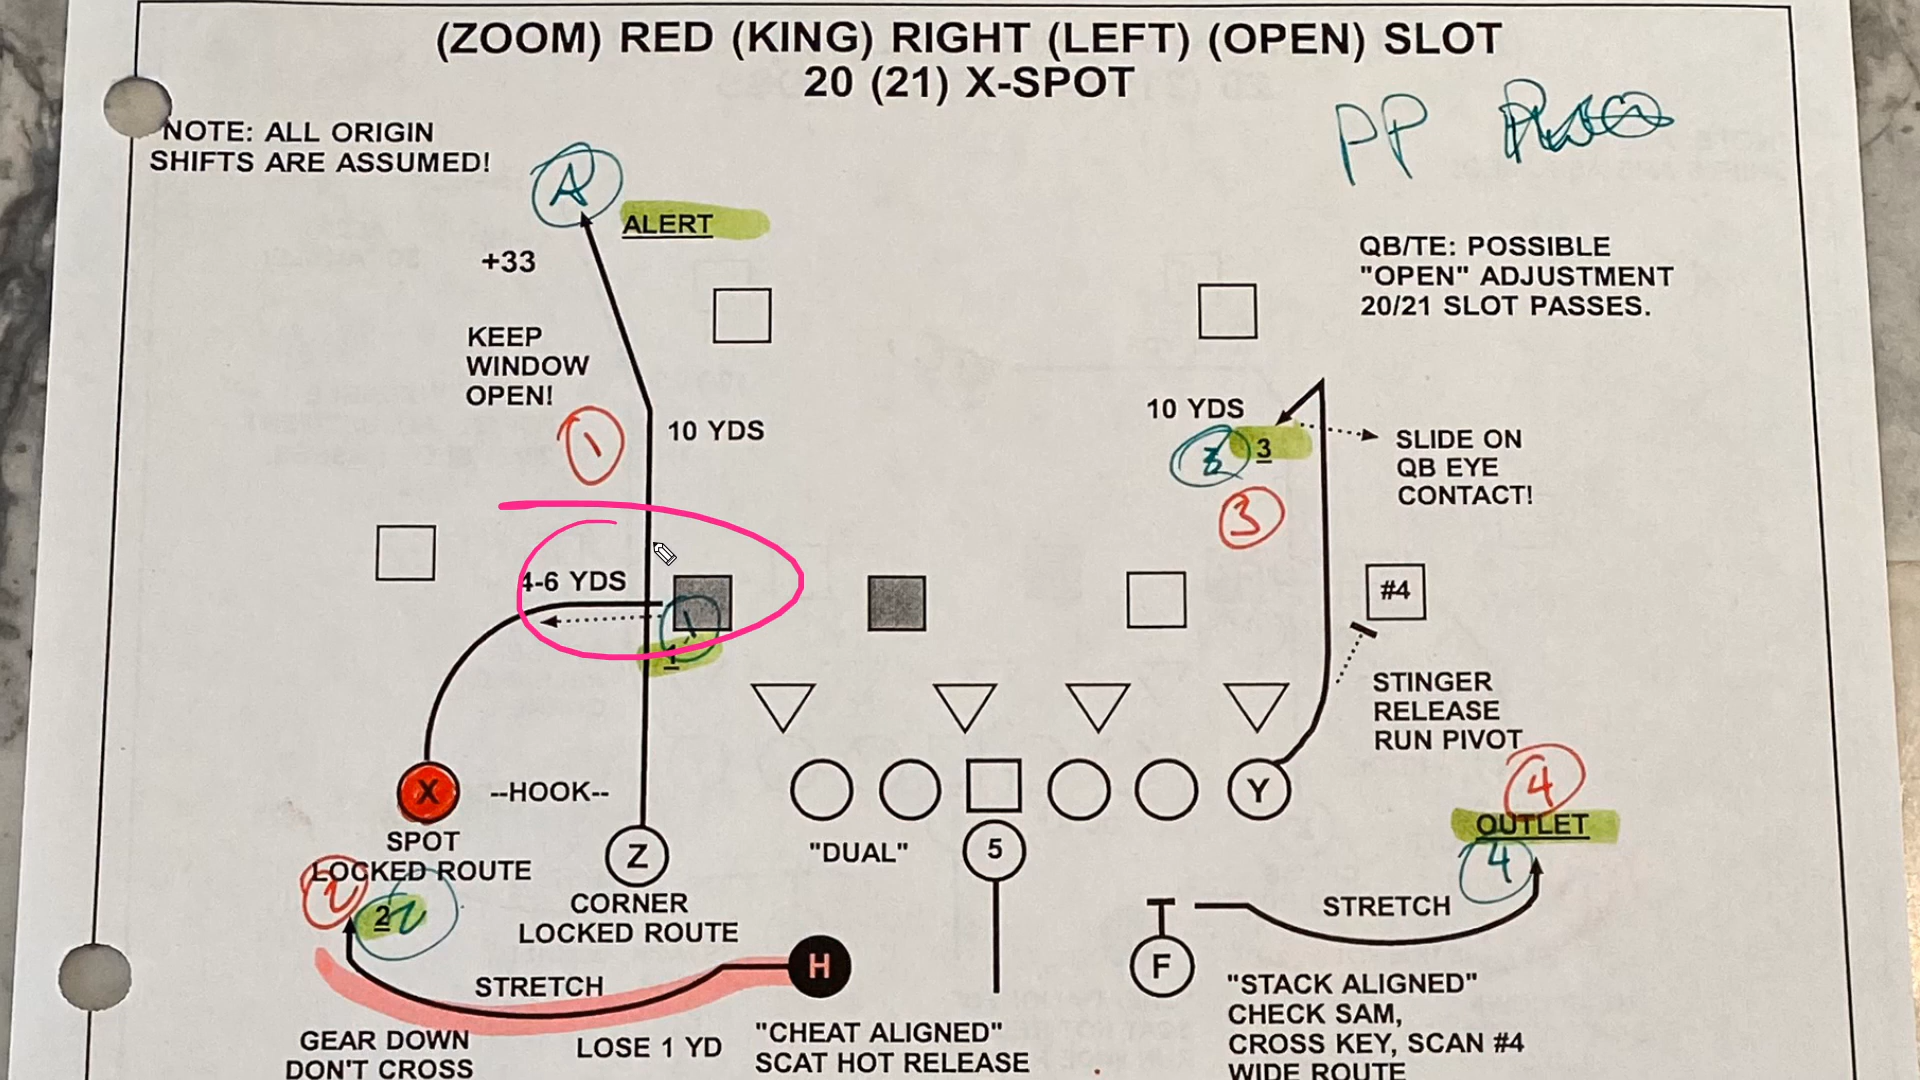 (ZOOM) RED (KING) RIGHT (LEFT) (OPEN) SLOT
20 (21) X-SPOT
PP
NOTE: ALL ORIGIN
SHIFTS ARE ASSUMED!
A
ALERT
+33
QB/TE: POSSIBLE
"OPEN" ADJUSTMENT
20/21 SLOT PASSES.
KEEP
WINDOW
OPEN!
1
10 YDS
10 YDS
3
3
SLIDE ON
QB EYE
CONTACT!
4-6 YDS
1
1
#4
STINGER
RELEASE
RUN PIVOT
X
--HOOK--
Y
4
OUTLET
4
SPOT
LOCKED ROUTE
Z
"DUAL"
5
2
2
2
CORNER
LOCKED ROUTE
STRETCH
H
F
STRETCH
LOSE 1 YD
GEAR DOWN
DON'T CROSS
"CHEAT ALIGNED"
SCAT HOT RELEASE
"STACK ALIGNED"
CHECK SAM,
CROSS KEY, SCAN #4
WIDE ROUTE